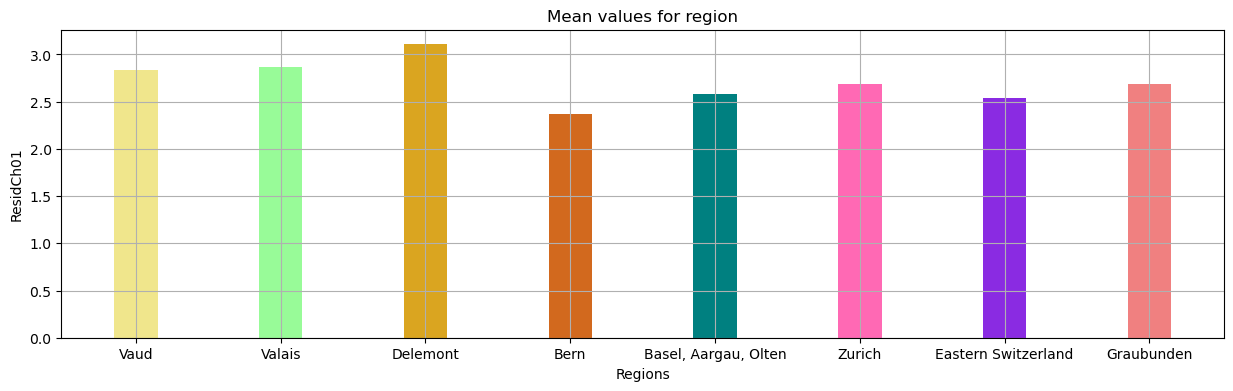 Mean values for region
ResidCh01
3.0
2.5
2.0
1.5
1.0
0.5
0.0
Vaud Valais Delemont Bern Basel, Aargau, Olten Zurich Eastern Switzerland Graubunden
Regions